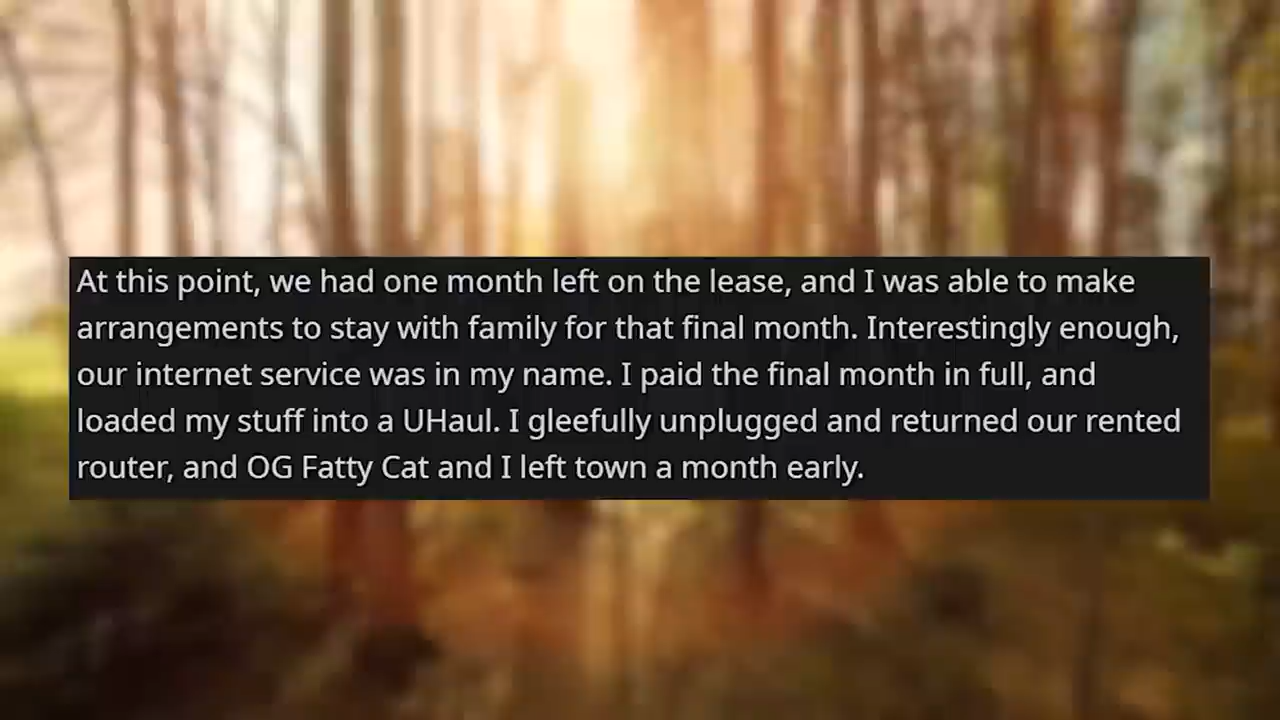 At this point, we had one month left on the lease, and I was able to make
arrangements to stay with family for that final month. Interestingly enough,
our internet service was in my name. I paid the final month in full, and
loaded my stuff into a UHaul. I gleefully unplugged and returned our rented
router, and OG Fatty Cat and I left town a month early.